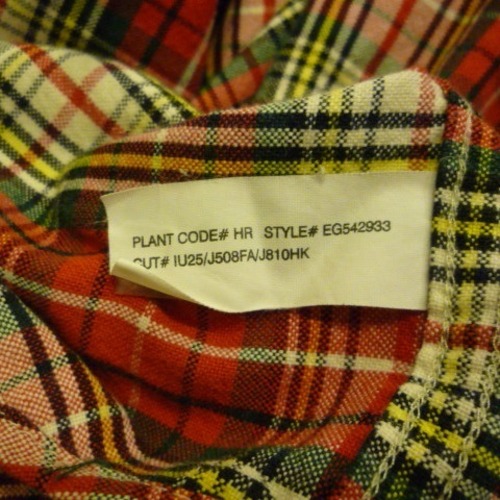 PLANT CODE# HR STYLE# EG542933
CUT# IU25/J508FA/J810HK